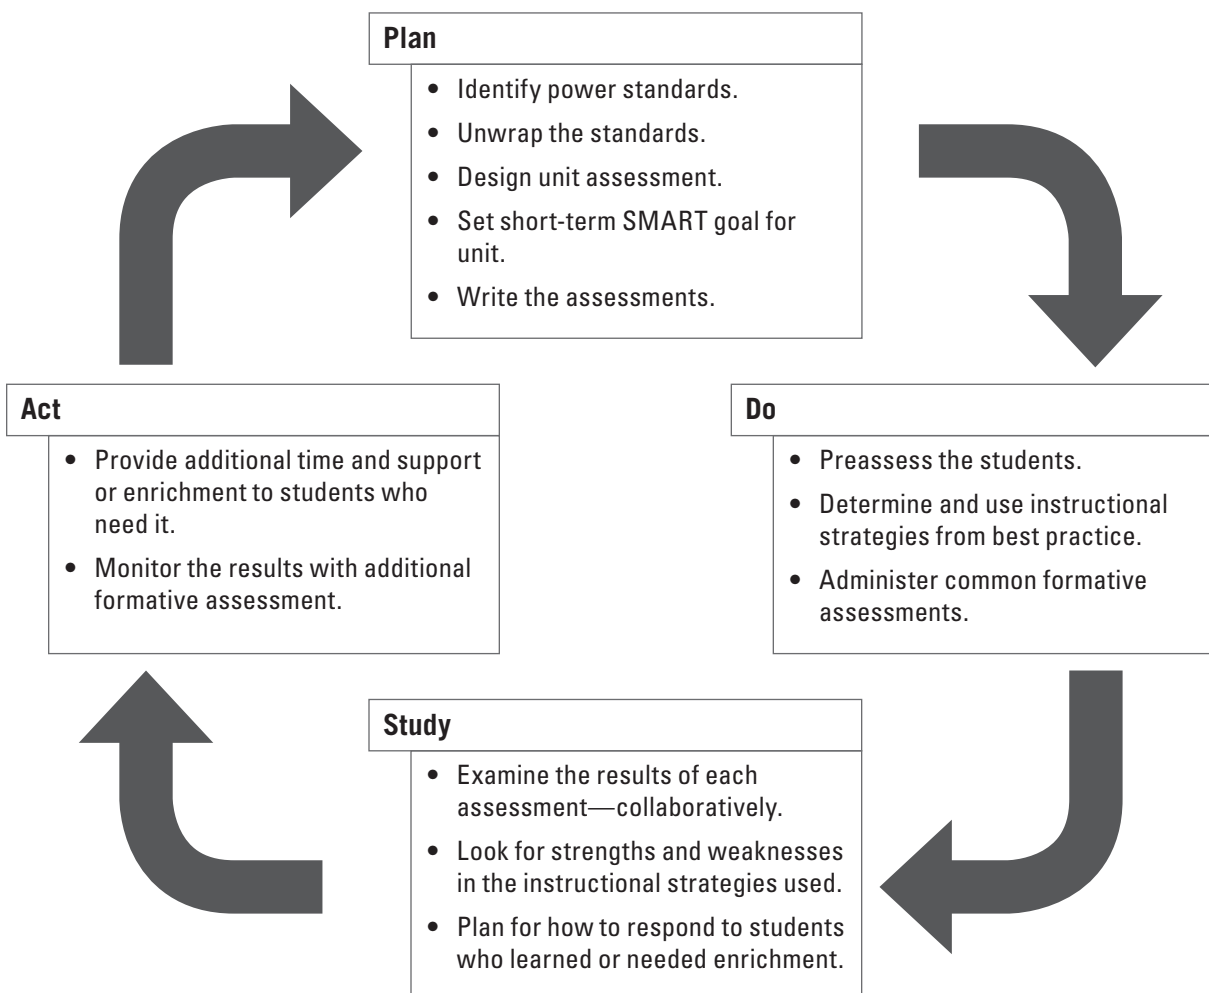 Plan
• Identify power standards.
• Unwrap the standards.
• Design unit assessment.
• Set short-term SMART goal for
unit.
• Write the assessments.
Do
• Preassess the students.
• Determine and use instructional
strategies from best practice.
• Administer common formative
assessments.
Study
• Examine the results of each
assessment—collaboratively.
• Look for strengths and weaknesses
in the instructional strategies used.
• Plan for how to respond to students
who learned or needed enrichment.
Act
• Provide additional time and support
or enrichment to students who
need it.
• Monitor the results with additional
formative assessment.